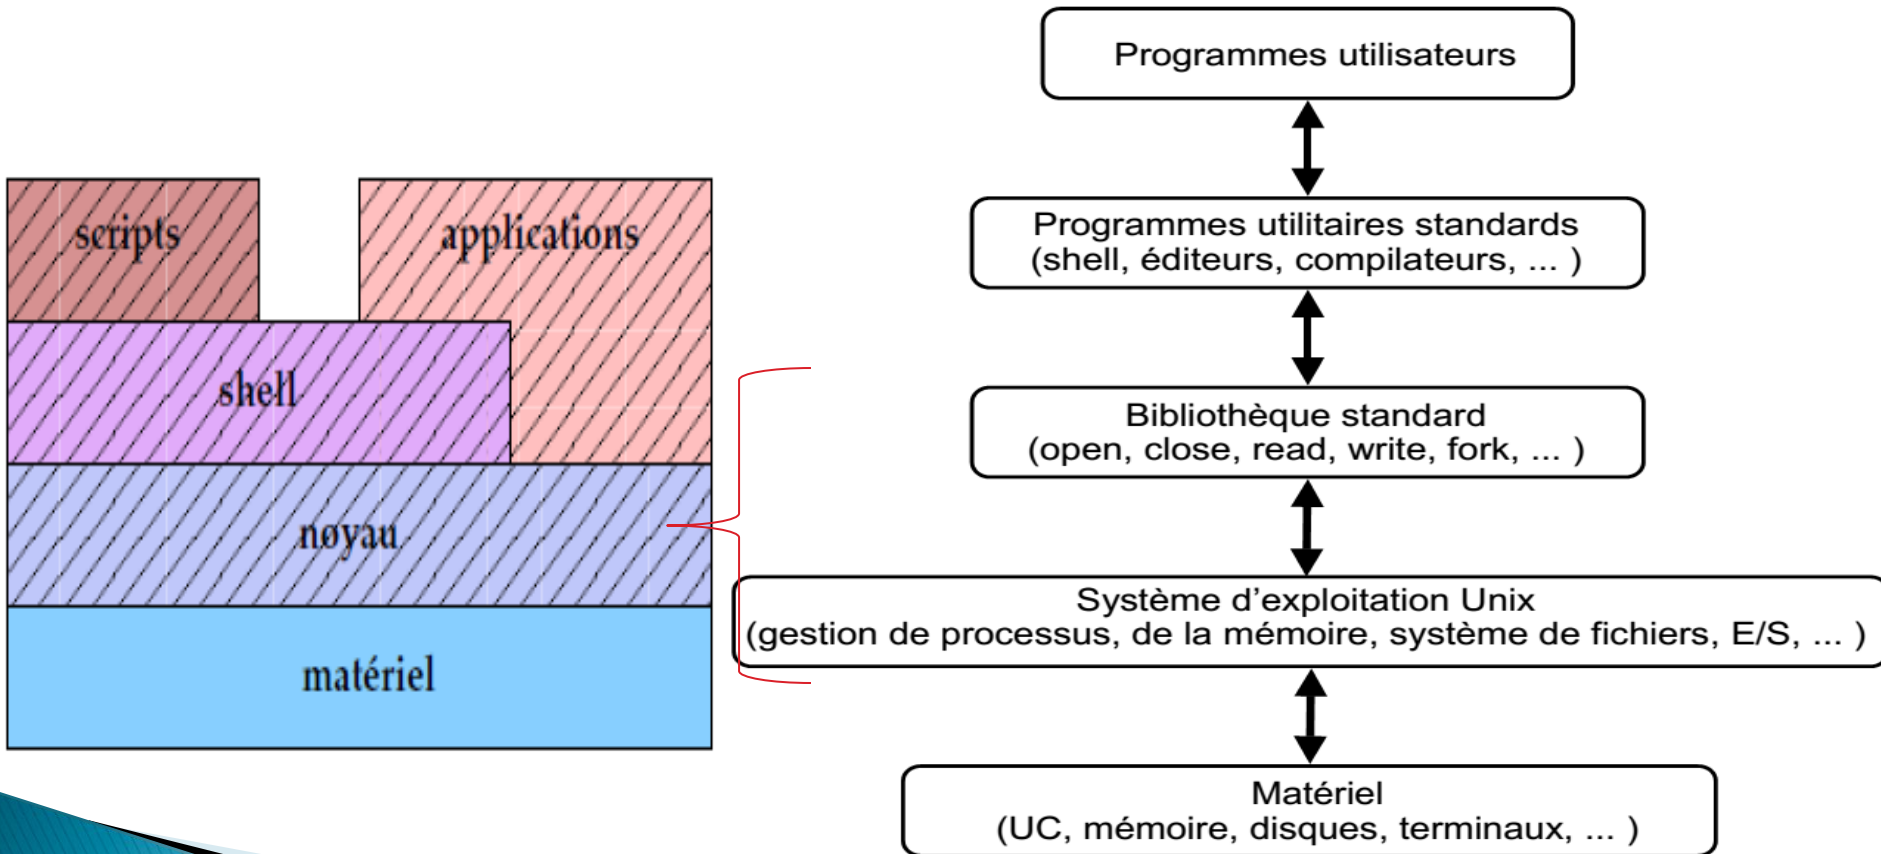 scripts
applications
shell
noyau
matériel
Programmes utilisateurs
Programmes utilitaires standards
(shell, éditeurs, compilateurs, ... )
Bibliothèque standard
(open, close, read, write, fork, ... )
Système d’exploitation Unix
(gestion de processus, de la mémoire, système de fichiers, E/S, ... )
Matériel
(UC, mémoire, disques, terminaux, ... )